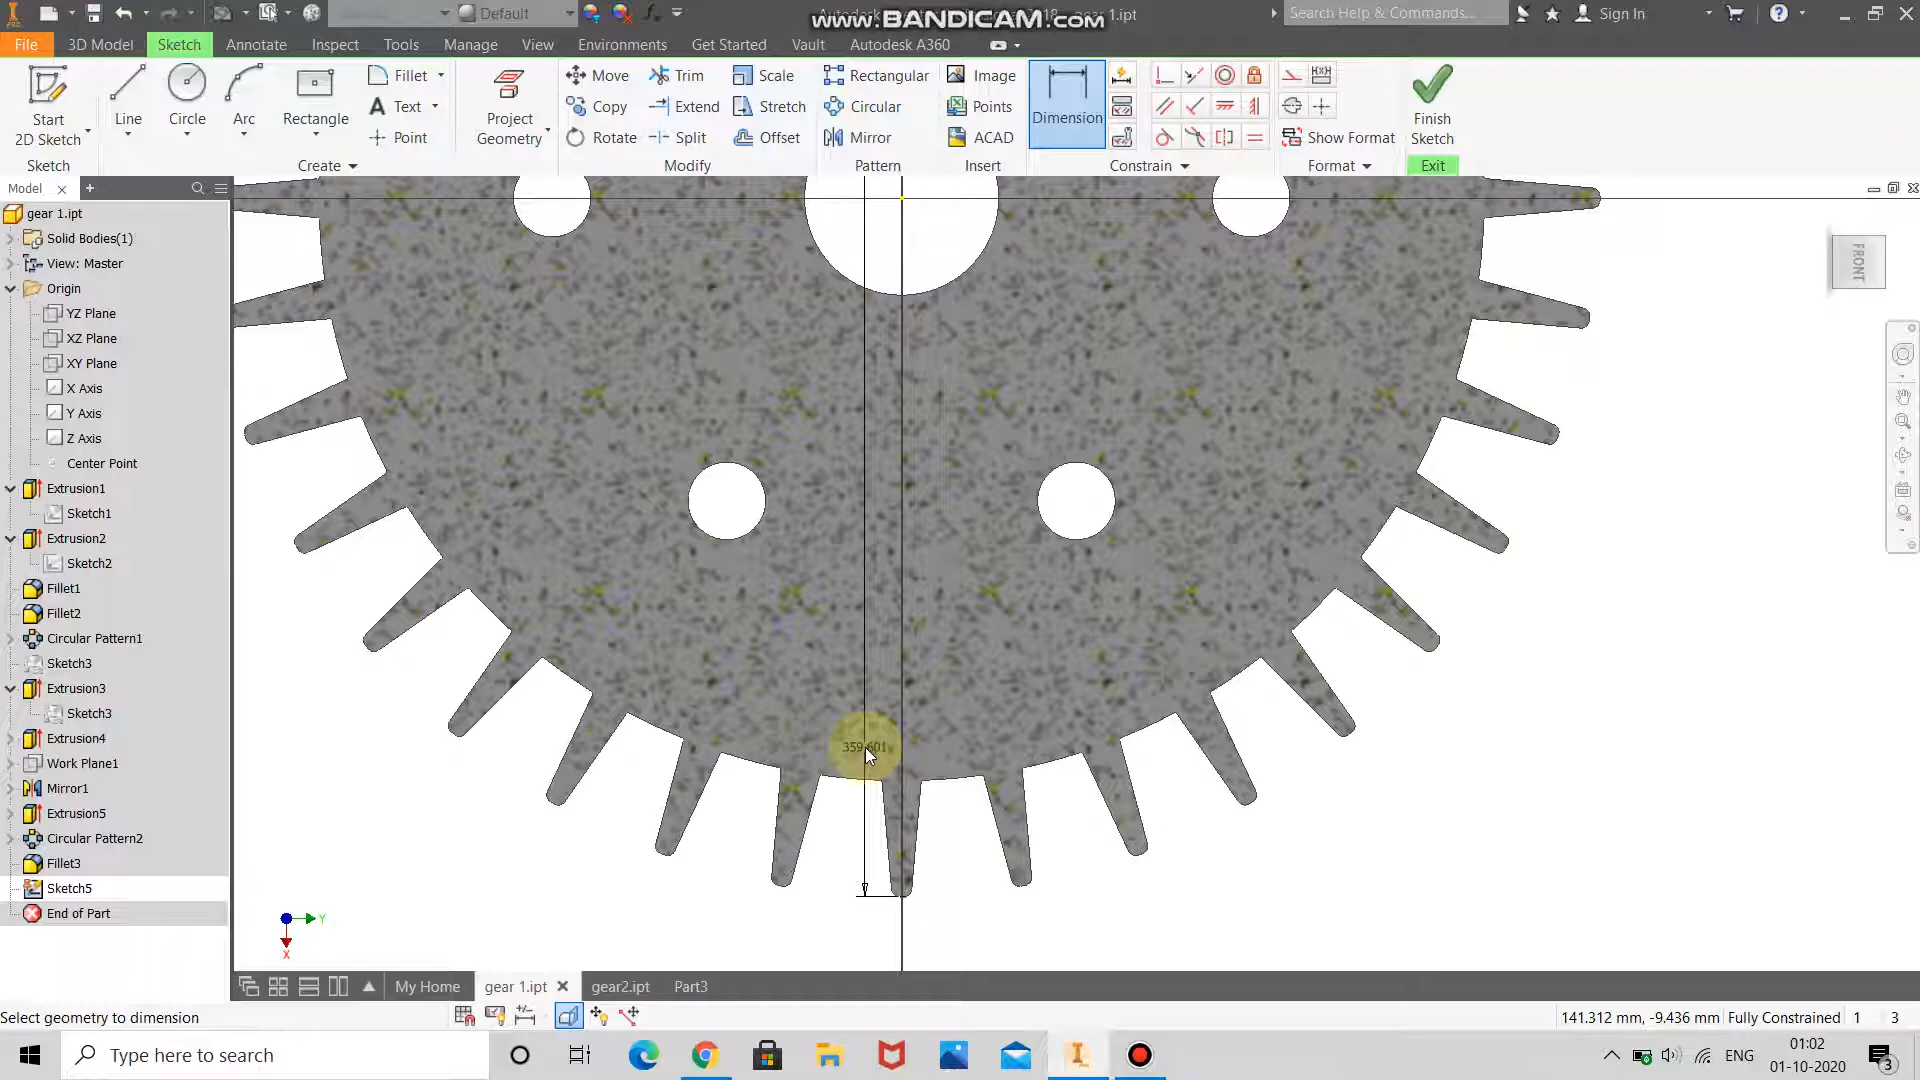 Default
www.BANDICAM.com
gear 1.ipt
Search Help & Commands...
Sign In
File
3D Model
Sketch
Annotate
Inspect
Tools
Manage
View
Environments
Get Started
Vault
Autodesk A360
Start
2D Sketch
Line
Circle
Arc
Rectangle
Fillet
Text
Point
Project
Geometry
Move
Copy
Rotate
Trim
Extend
Split
Scale
Stretch
Offset
Rectangular
Circular
Mirror
Image
Points
ACAD
Dimension
Show Format
Finish
Sketch
Sketch
Create
Modify
Pattern
Insert
Constrain
Format
Exit
Model
gear 1.ipt
Solid Bodies(1)
View: Master
Origin
YZ Plane
XZ Plane
XY Plane
X Axis
Y Axis
Z Axis
Center Point
Extrusion1
Sketch1
Extrusion2
Sketch2
Fillet1
Fillet2
Circular Pattern1
Sketch3
Extrusion3
Sketch3
Extrusion4
Work Plane1
Mirror1
Extrusion5
Circular Pattern2
Fillet3
Sketch5
End of Part
FRONT
359.601
Y
X
My Home
gear 1.ipt
gear2.ipt
Part3
Select geometry to dimension
141.312 mm, -9.436 mm
Fully Constrained
1
3
Type here to search
ENG
01:02
01-10-2020
3